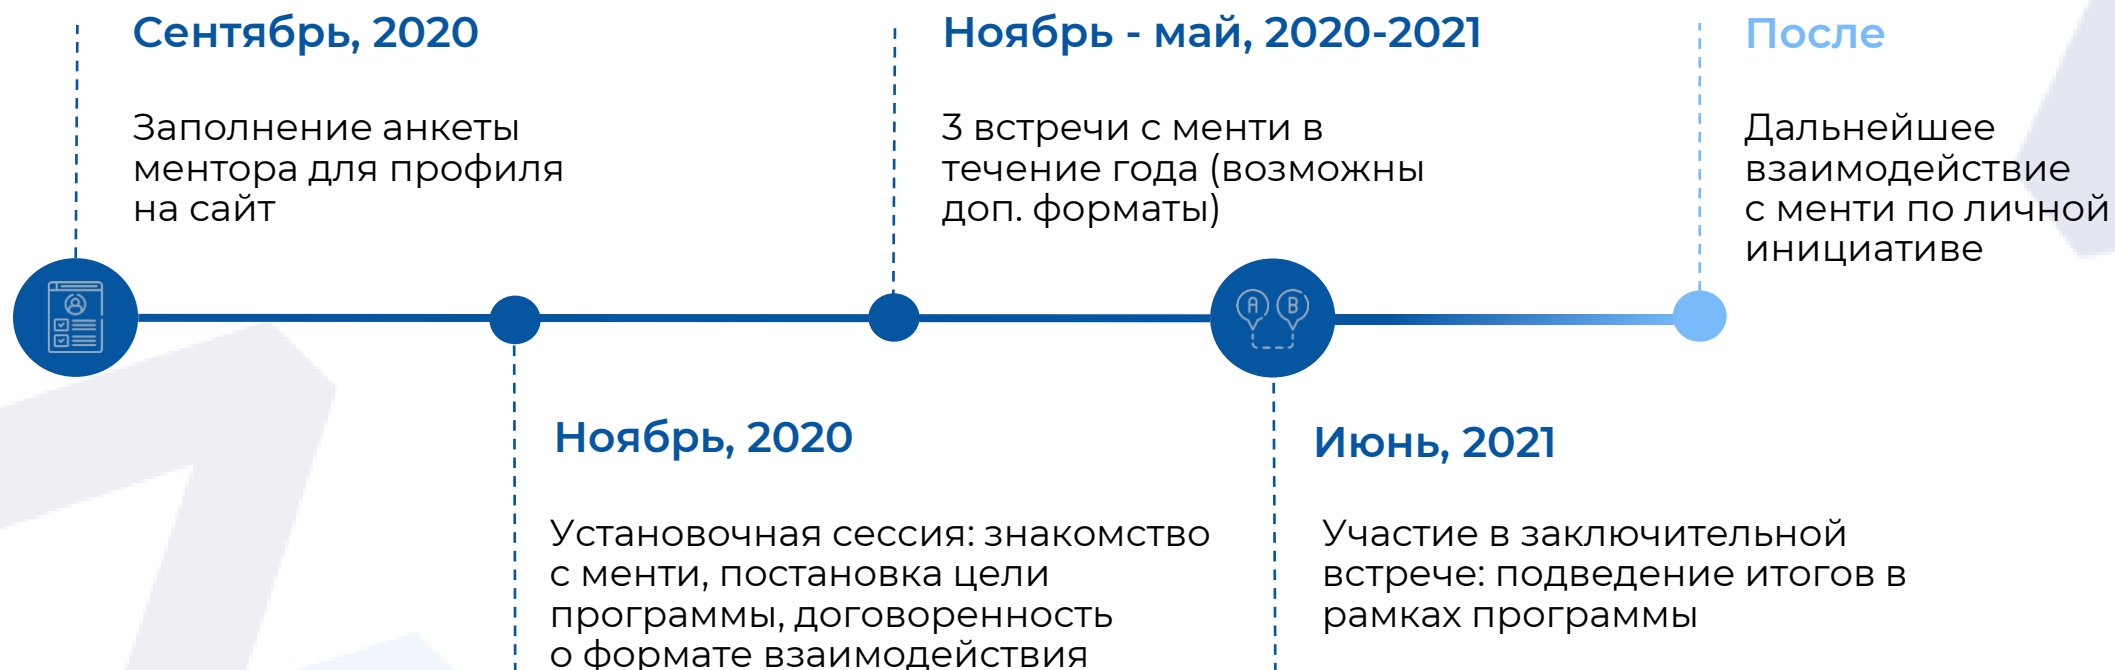 Сентябрь, 2020
Заполнение анкеты
ментора для профиля
на сайт
Ноябрь - май, 2020-2021
3 встречи с менти в
течение года (возможны
доп. форматы)
После
Дальнейшее
взаимодействие
с менти по личной
инициативе
A
B
Ноябрь, 2020
Установочная сессия: знакомство
с менти, постановка цели
программы, договоренность
о формате взаимодействия
Июнь, 2021
Участие в заключительной
встрече: подведение итогов в
рамках программы